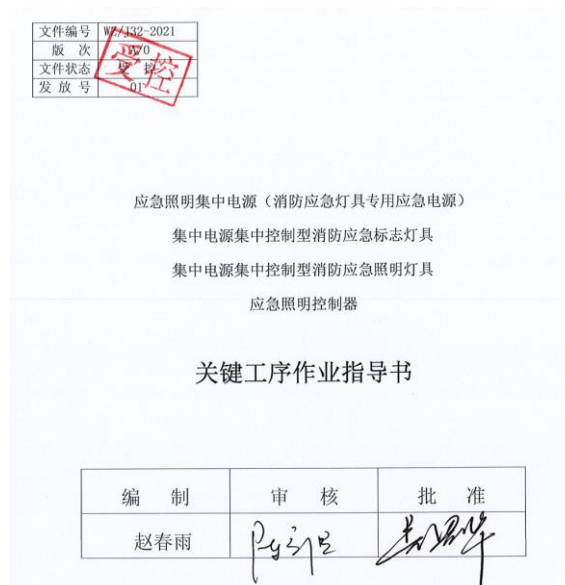 文件编号 WZ/J32-2021
版 次 A/0
文件状态 受 控
发 放 号 01
受控
应急照明集中电源（消防应急灯具专用应急电源）
集中电源集中控制型消防应急标志灯具
集中电源集中控制型消防应急照明灯具
应急照明控制器
关键工序作业指导书
编 制 审 核 批 准
赵春雨